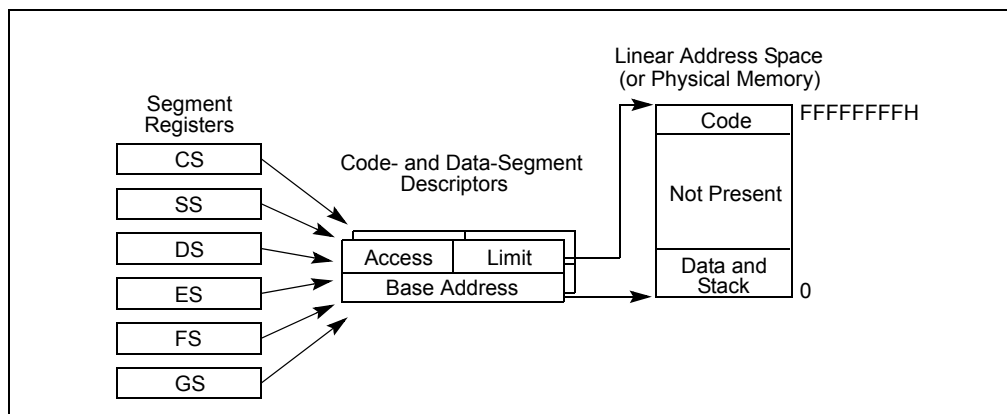 Segment
Registers
CS
SS
DS
ES
FS
GS
Code- and Data-Segment
Descriptors
Access
Limit
Base Address
Linear Address Space
(or Physical Memory)
Code
FFFFFFFFH
Not Present
Data and
Stack
0